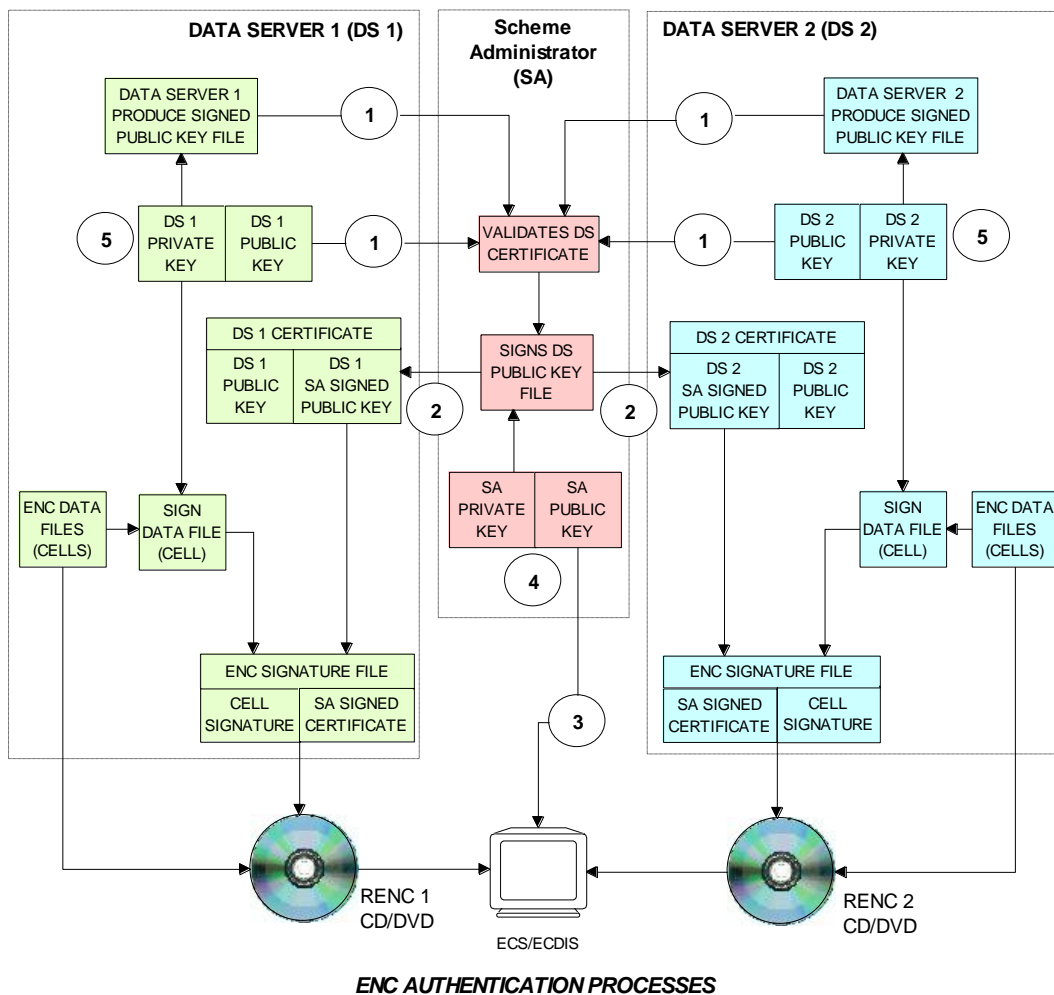 DATA SERVER 1 (DS 1)
Scheme
Administrator
(SA)
DATA SERVER 2 (DS 2)
DATA SERVER 1
PRODUCE SIGNED
PUBLIC KEY FILE
1
1
DATA SERVER 2
PRODUCE SIGNED
PUBLIC KEY FILE
5
DS 1
PRIVATE
KEY
DS 1
PUBLIC
KEY
1
VALIDATES DS
CERTIFICATE
1
DS 2
PUBLIC
KEY
DS 2
PRIVATE
KEY
5
DS 1 CERTIFICATE
DS 1
PUBLIC
KEY
DS 1
SA SIGNED
PUBLIC KEY
2
SIGNS DS
PUBLIC KEY
FILE
2
DS 2 CERTIFICATE
DS 2
SA SIGNED
PUBLIC KEY
DS 2
PUBLIC
KEY
ENC DATA
FILES
(CELLS)
SIGN
DATA FILE
(CELL)
SA
PRIVATE
KEY
SA
PUBLIC
KEY
4
SIGN
DATA FILE
(CELL)
ENC DATA
FILES
(CELLS)
ENC SIGNATURE FILE
CELL
SIGNATURE
SA SIGNED
CERTIFICATE
3
ENC SIGNATURE FILE
SA SIGNED
CERTIFICATE
CELL
SIGNATURE
RENC 1
CD/DVD
ECS/ECDIS
RENC 2
CD/DVD
ENC AUTHENTICATION PROCESSES